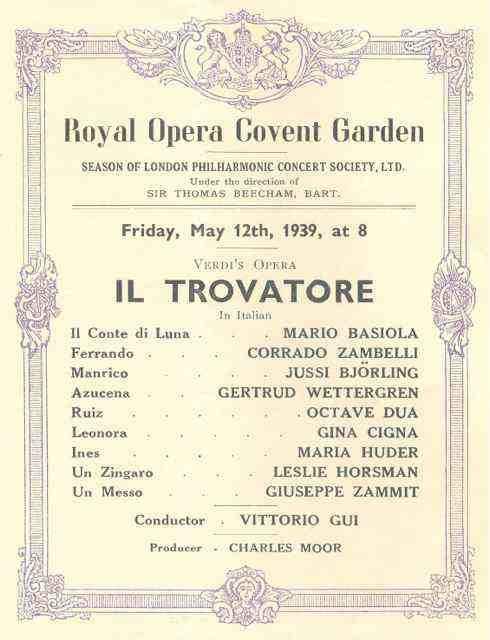 Royal Opera Covent Garden
SEASON OF LONDON PHILHARMONIC CONCERT SOCIETY, LTD.
Under the direction of
SIR THOMAS BEECHAM, BART.
Friday, May 12th, 1939, at 8
VERDI'S OPERA
IL TROVATORE
In Italian
Il Conte di Luna . . . MARIO BASIOLA
Ferrando . . . CORRADO ZAMBELLI
Manrico . . . . JUSSI BJÖRLING
Azucena . . . GERTRUD WETTERGREN
Ruiz . . . . . . OCTAVE DUA
Leonora . . . . . GINA CIGNA
Ines . . . . . MARIA HUDER
Un Zingaro . . . LESLIE HORSMAN
Un Messo . . . GIUSEPPE ZAMMIT
Conductor . VITTORIO GUI
Producer . CHARLES MOOR